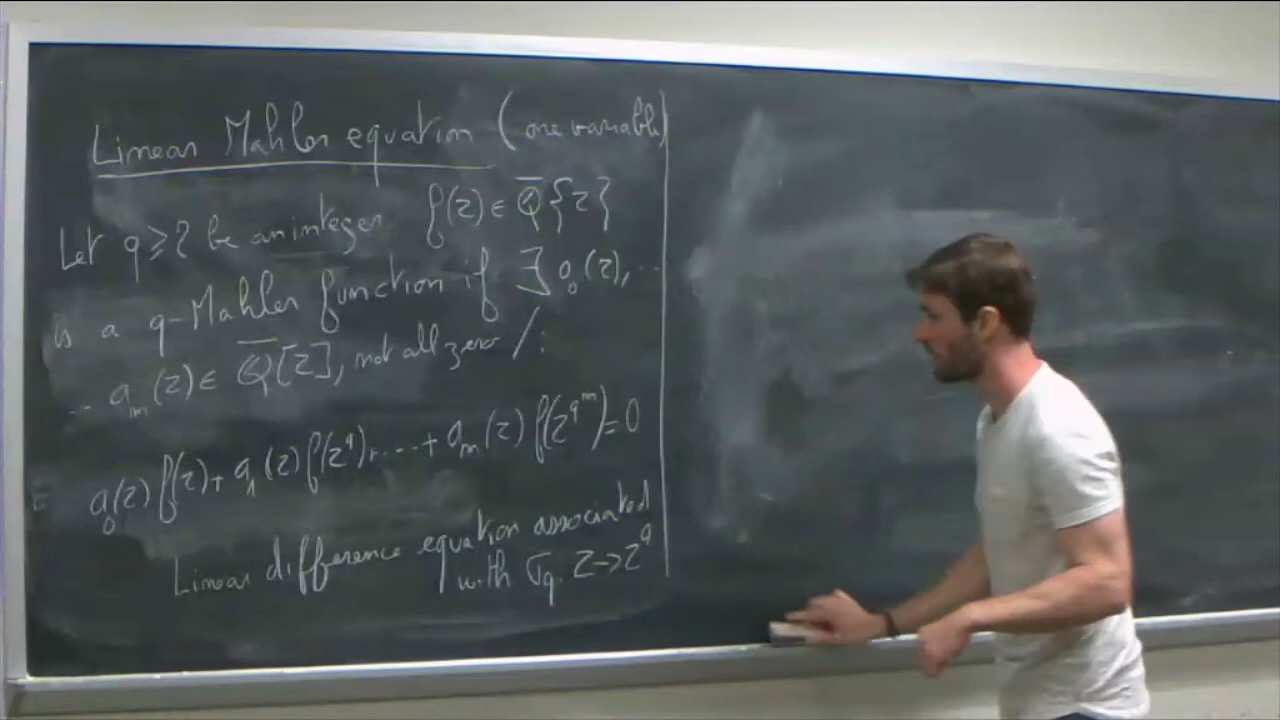 Linear Mahler equation (one variable)
Let q ≥ 2 be an integer. f(z) ∈ Q̅{z}
is a q-Mahler function if ∃ a₀(z), ...
... aₘ(z) ∈ Q̅[z], not all zero /:
a₀(z) f(z) + a₁(z) f(z^q) + ... + aₘ(z) f(z^{q^m}) = 0
Linear difference equation associated
with σ_q: z → z^q